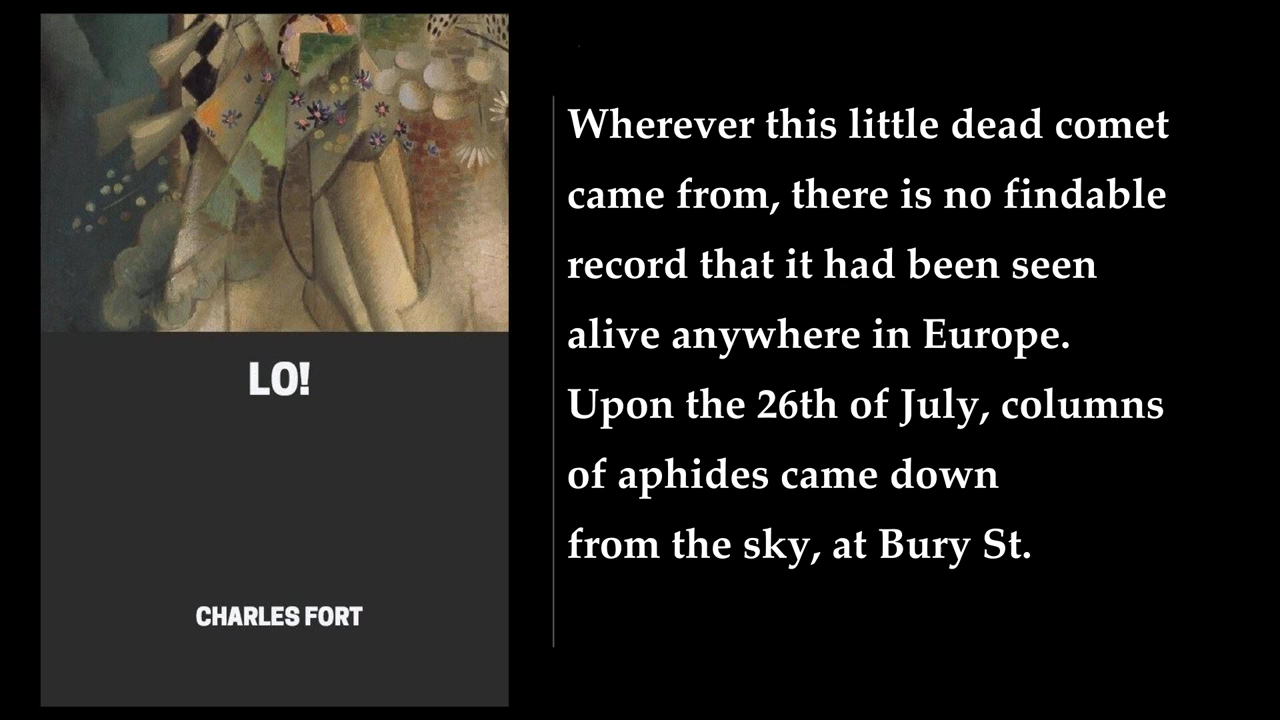 LO!
CHARLES FORT
Wherever this little dead comet
came from, there is no findable
record that it had been seen
alive anywhere in Europe.
Upon the 26th of July, columns
of aphides came down
from the sky, at Bury St.